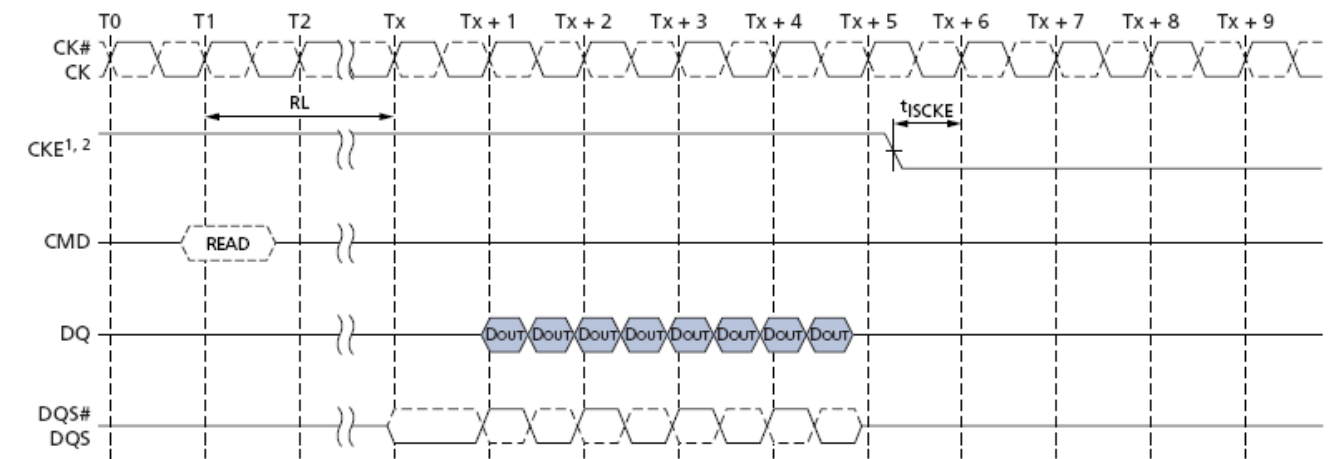 T0 T1 T2 Tx Tx + 1 Tx + 2 Tx + 3 Tx + 4 Tx + 5 Tx + 6 Tx + 7 Tx + 8 Tx + 9
CK#
CK
RL
tISCKE
CKE1, 2
CMD READ
DQ DOUT DOUT DOUT DOUT DOUT DOUT DOUT DOUT
DQS#
DQS